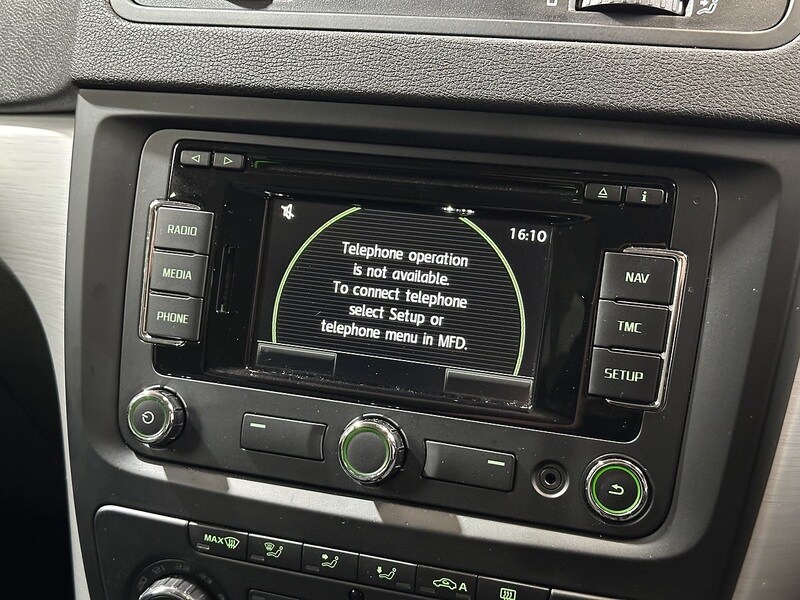 16:10
Telephone operation
is not available.
To connect telephone
select Setup or
telephone menu in MFD.
RADIO
MEDIA
PHONE
NAV
TMC
SETUP
i
MAX
A